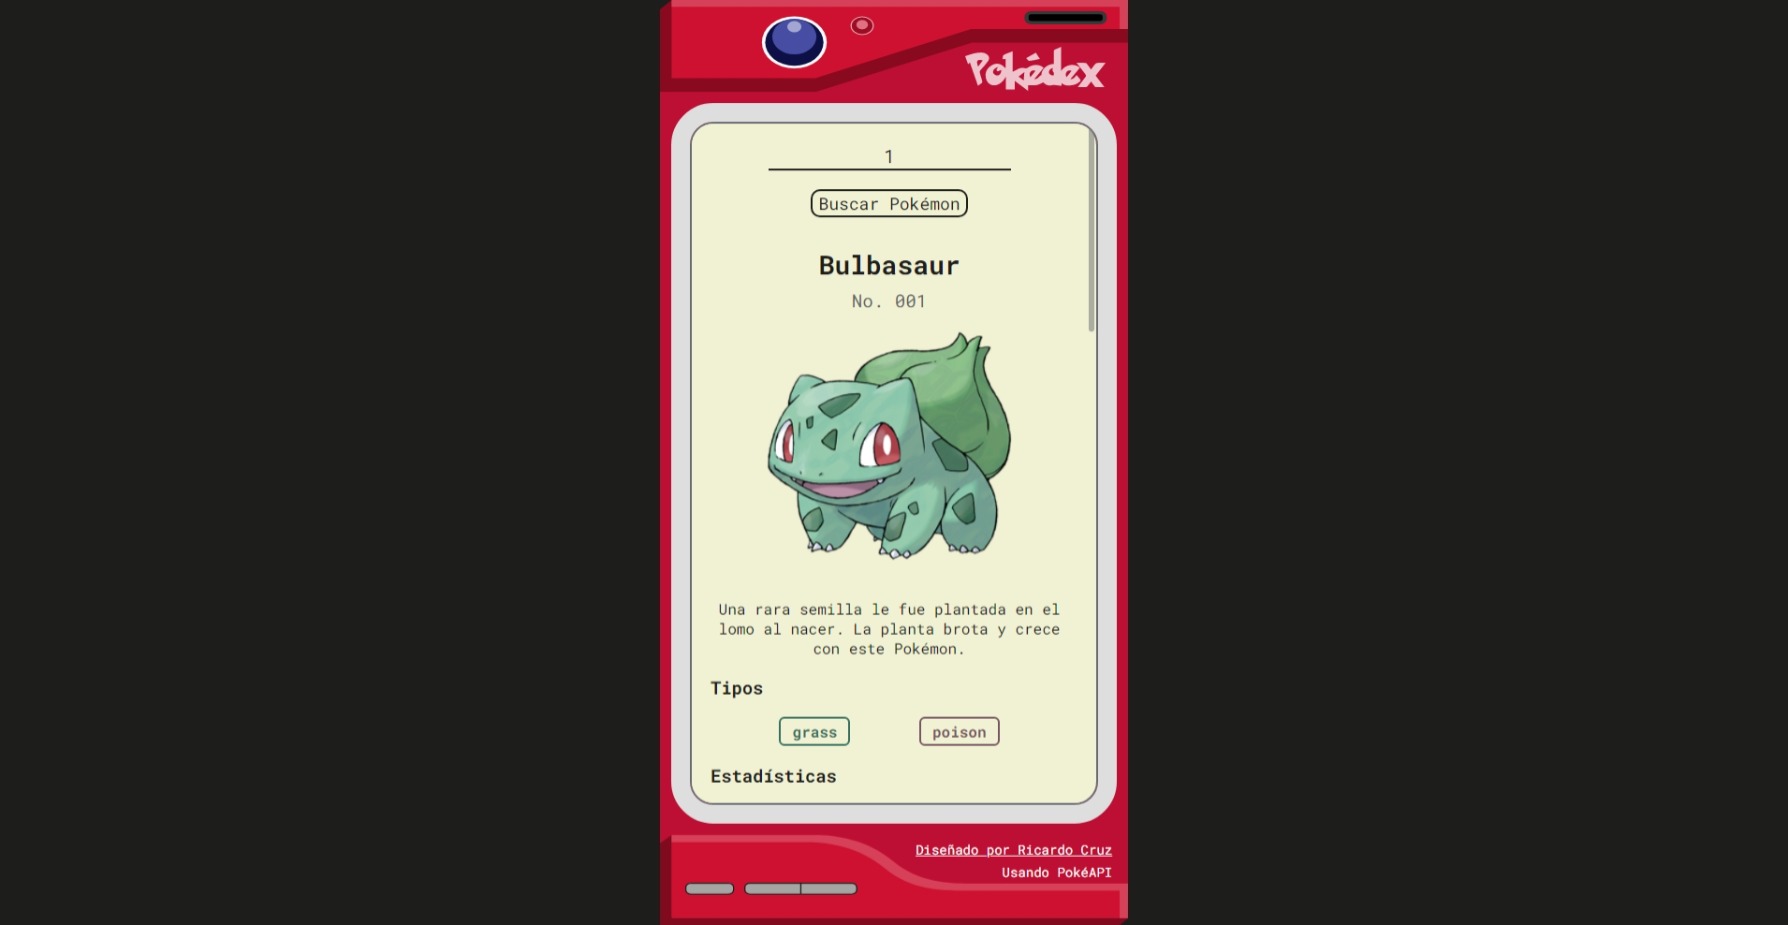 Pokédex
1
Buscar Pokémon
Bulbasaur
No. 001
Una rara semilla le fue plantada en el
lomo al nacer. La planta brota y crece
con este Pokémon.
Tipos
grass poison
Estadísticas
Diseñado por Ricardo Cruz
Usando PokéAPI